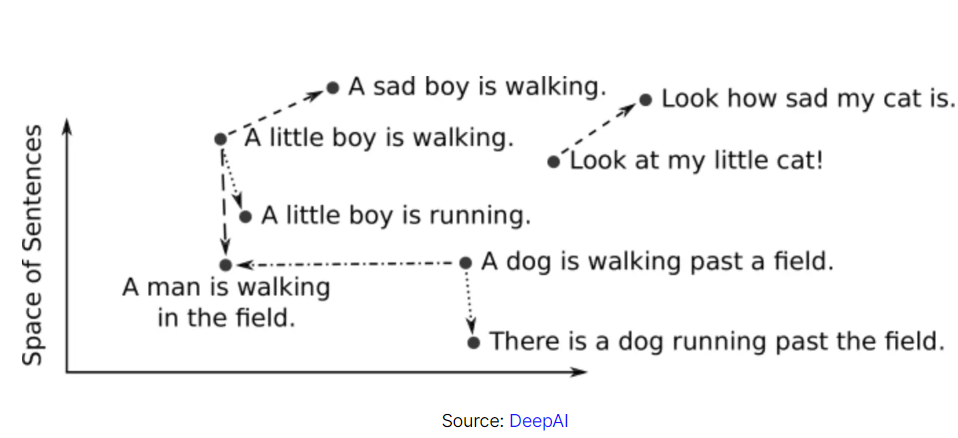 Space of Sentences
A sad boy is walking.
Look how sad my cat is.
A little boy is walking.
Look at my little cat!
A little boy is running.
A dog is walking past a field.
A man is walking
in the field.
There is a dog running past the field.
Source: DeepAI